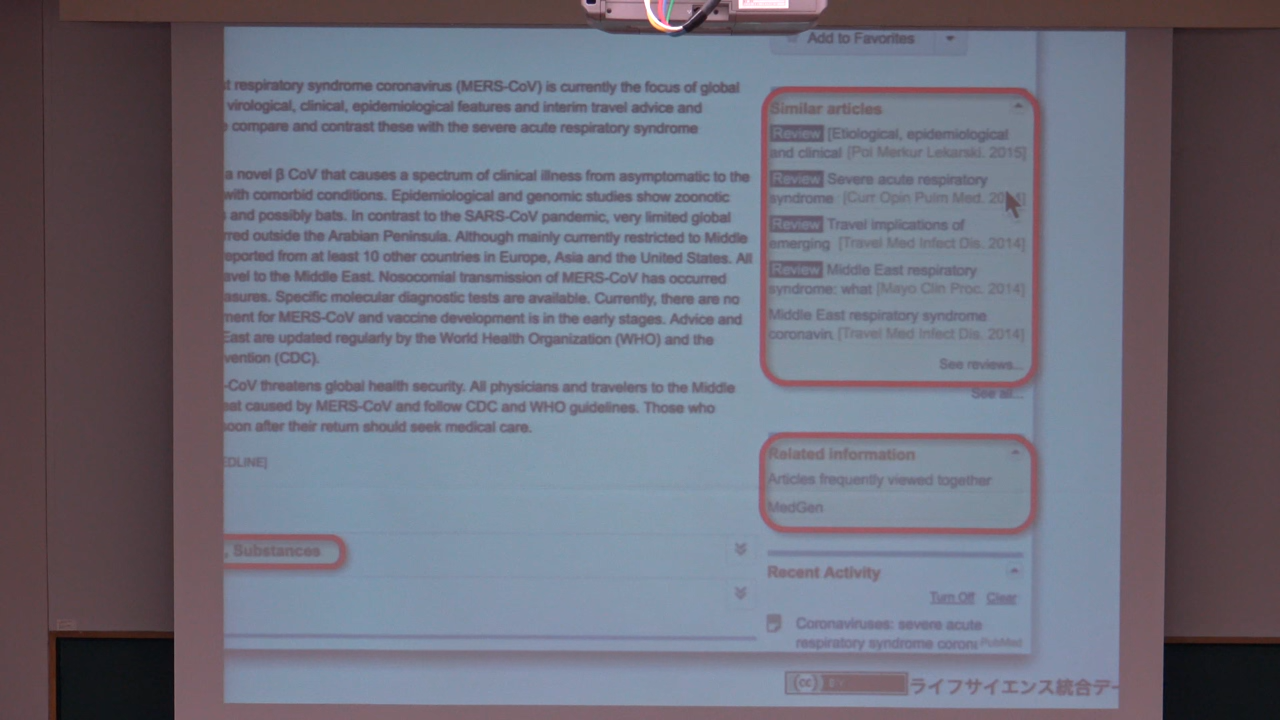 Add to Favorites
t respiratory syndrome coronavirus (MERS-CoV) is currently the focus of global
virological, clinical, epidemiological features and interim travel advice and
compare and contrast these with the severe acute respiratory syndrome
a novel β CoV that causes a spectrum of clinical illness from asymptomatic to the
with comorbid conditions. Epidemiological and genomic studies show zoonotic
and possibly bats. In contrast to the SARS-CoV pandemic, very limited global
rred outside the Arabian Peninsula. Although mainly currently restricted to Middle
eported from at least 10 other countries in Europe, Asia and the United States. All
avel to the Middle East. Nosocomial transmission of MERS-CoV has occurred
asures. Specific molecular diagnostic tests are available. Currently, there are no
ment for MERS-CoV and vaccine development is in the early stages. Advice and
East are updated regularly by the World Health Organization (WHO) and the
vention (CDC).
-CoV threatens global health security. All physicians and travelers to the Middle
eat caused by MERS-CoV and follow CDC and WHO guidelines. Those who
soon after their return should seek medical care.
EDLINE]
, Substances
Similar articles
Review [Etiological, epidemiological
and clinical [Pol Merkur Lekarski. 2015]
Review Severe acute respiratory
syndrome [Curr Opin Pulm Med.
Review Travel implications of
emerging [Travel Med Infect Dis. 2014]
Review Middle East respiratory
syndrome: what [Mayo Clin Proc. 2014]
Middle East respiratory syndrome
coronavin [Travel Med Infect Dis. 2014]
See reviews...
See all...
Related information
Articles frequently viewed together
MedGen
Recent Activity
Turn Off Clear
Coronaviruses: severe acute
respiratory syndrome coron PubMed
(cc) BY ライフサイエンス統合デー